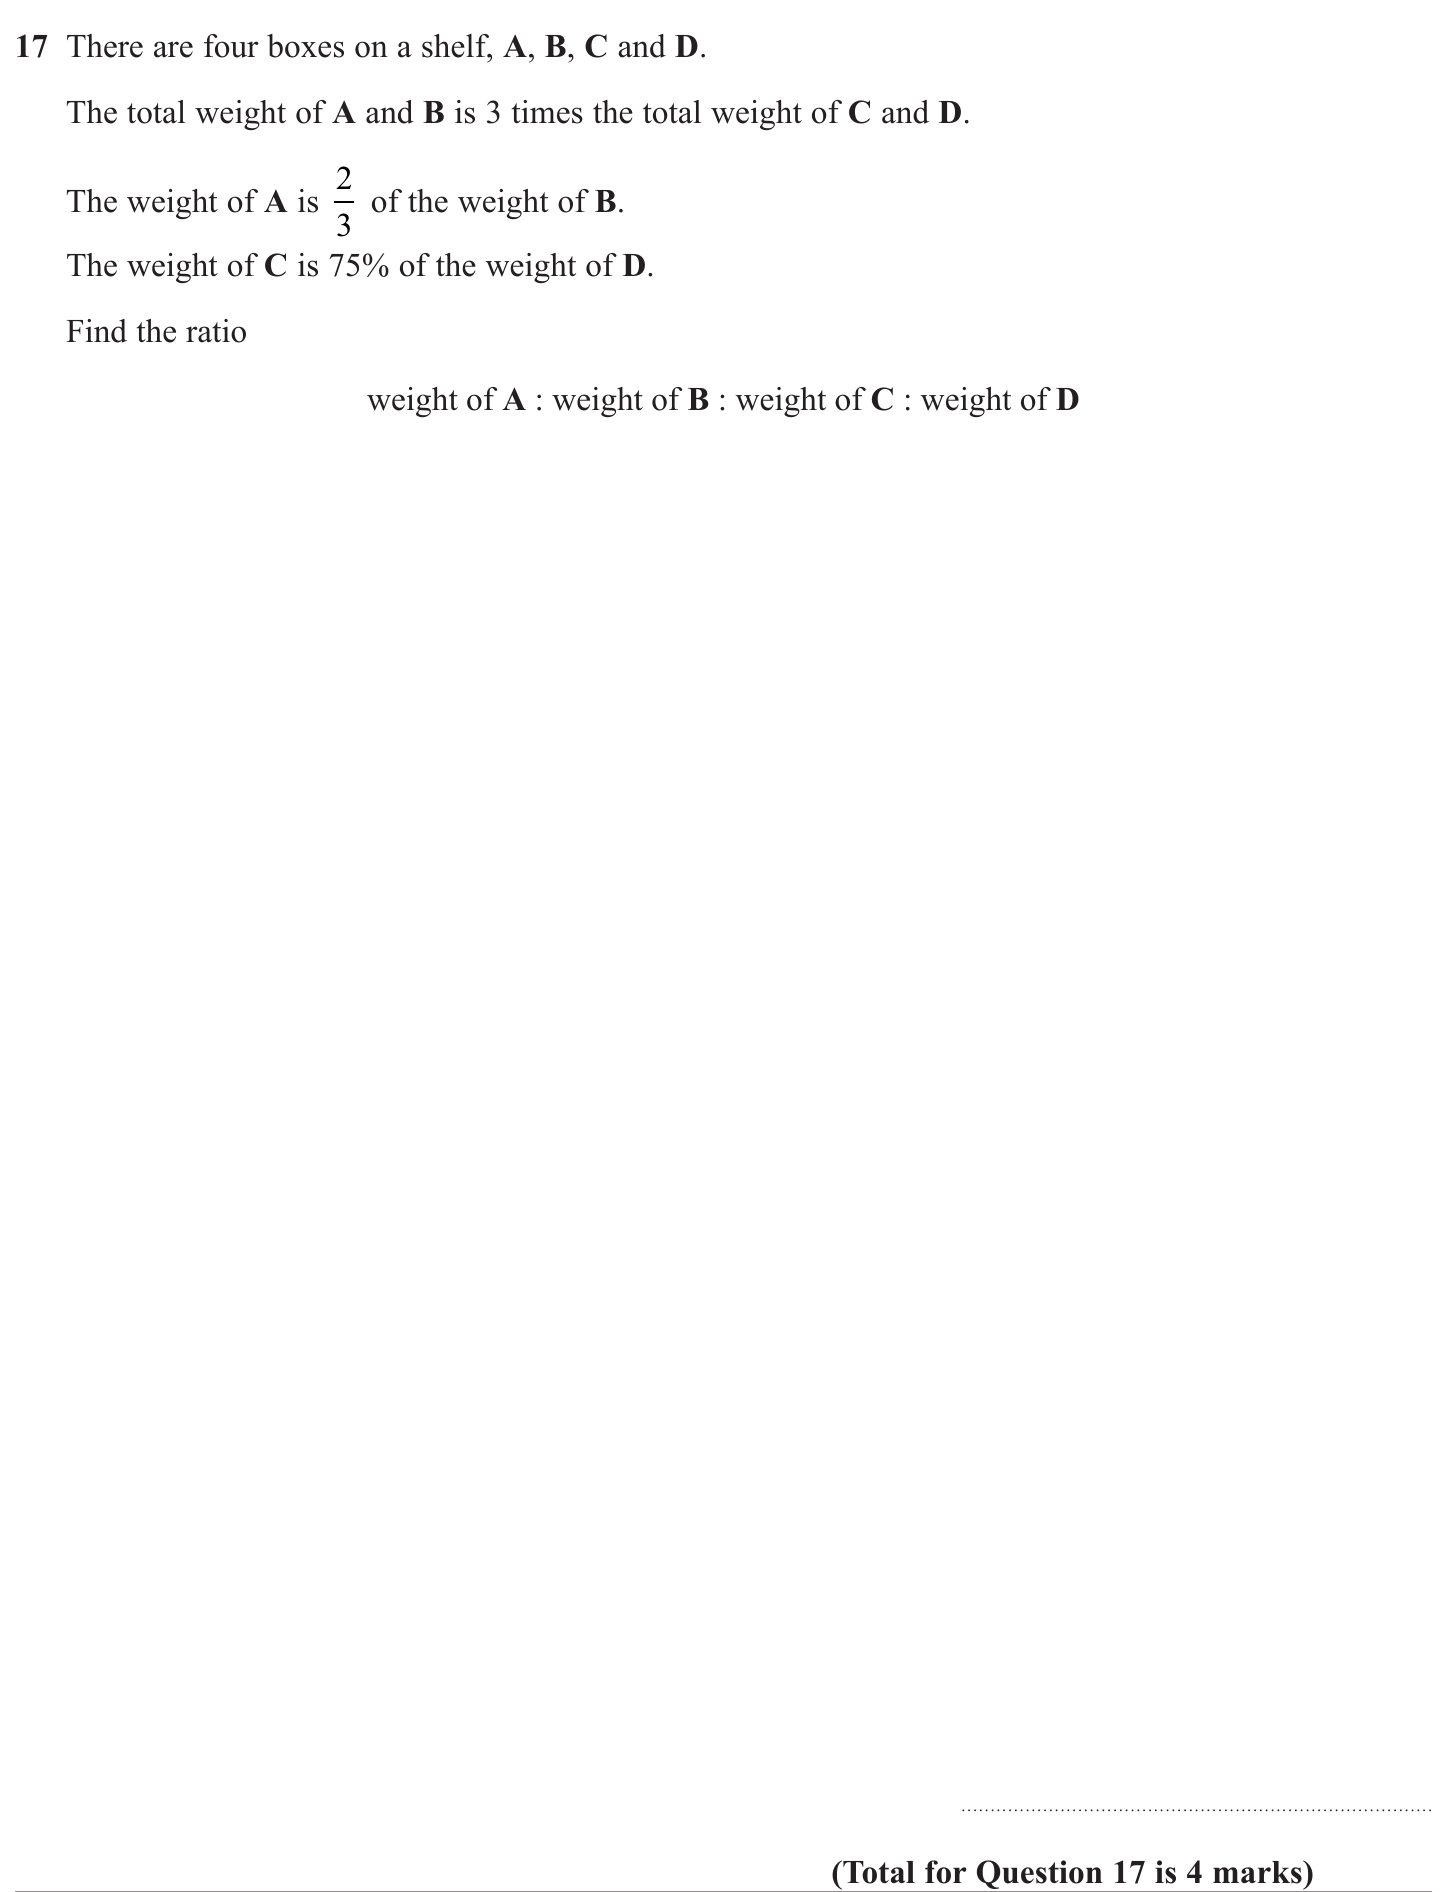 17 There are four boxes on a shelf, A, B, C and D.
The total weight of A and B is 3 times the total weight of C and D.
The weight of A is 2/3 of the weight of B.
The weight of C is 75% of the weight of D.
Find the ratio
weight of A : weight of B : weight of C : weight of D
(Total for Question 17 is 4 marks)